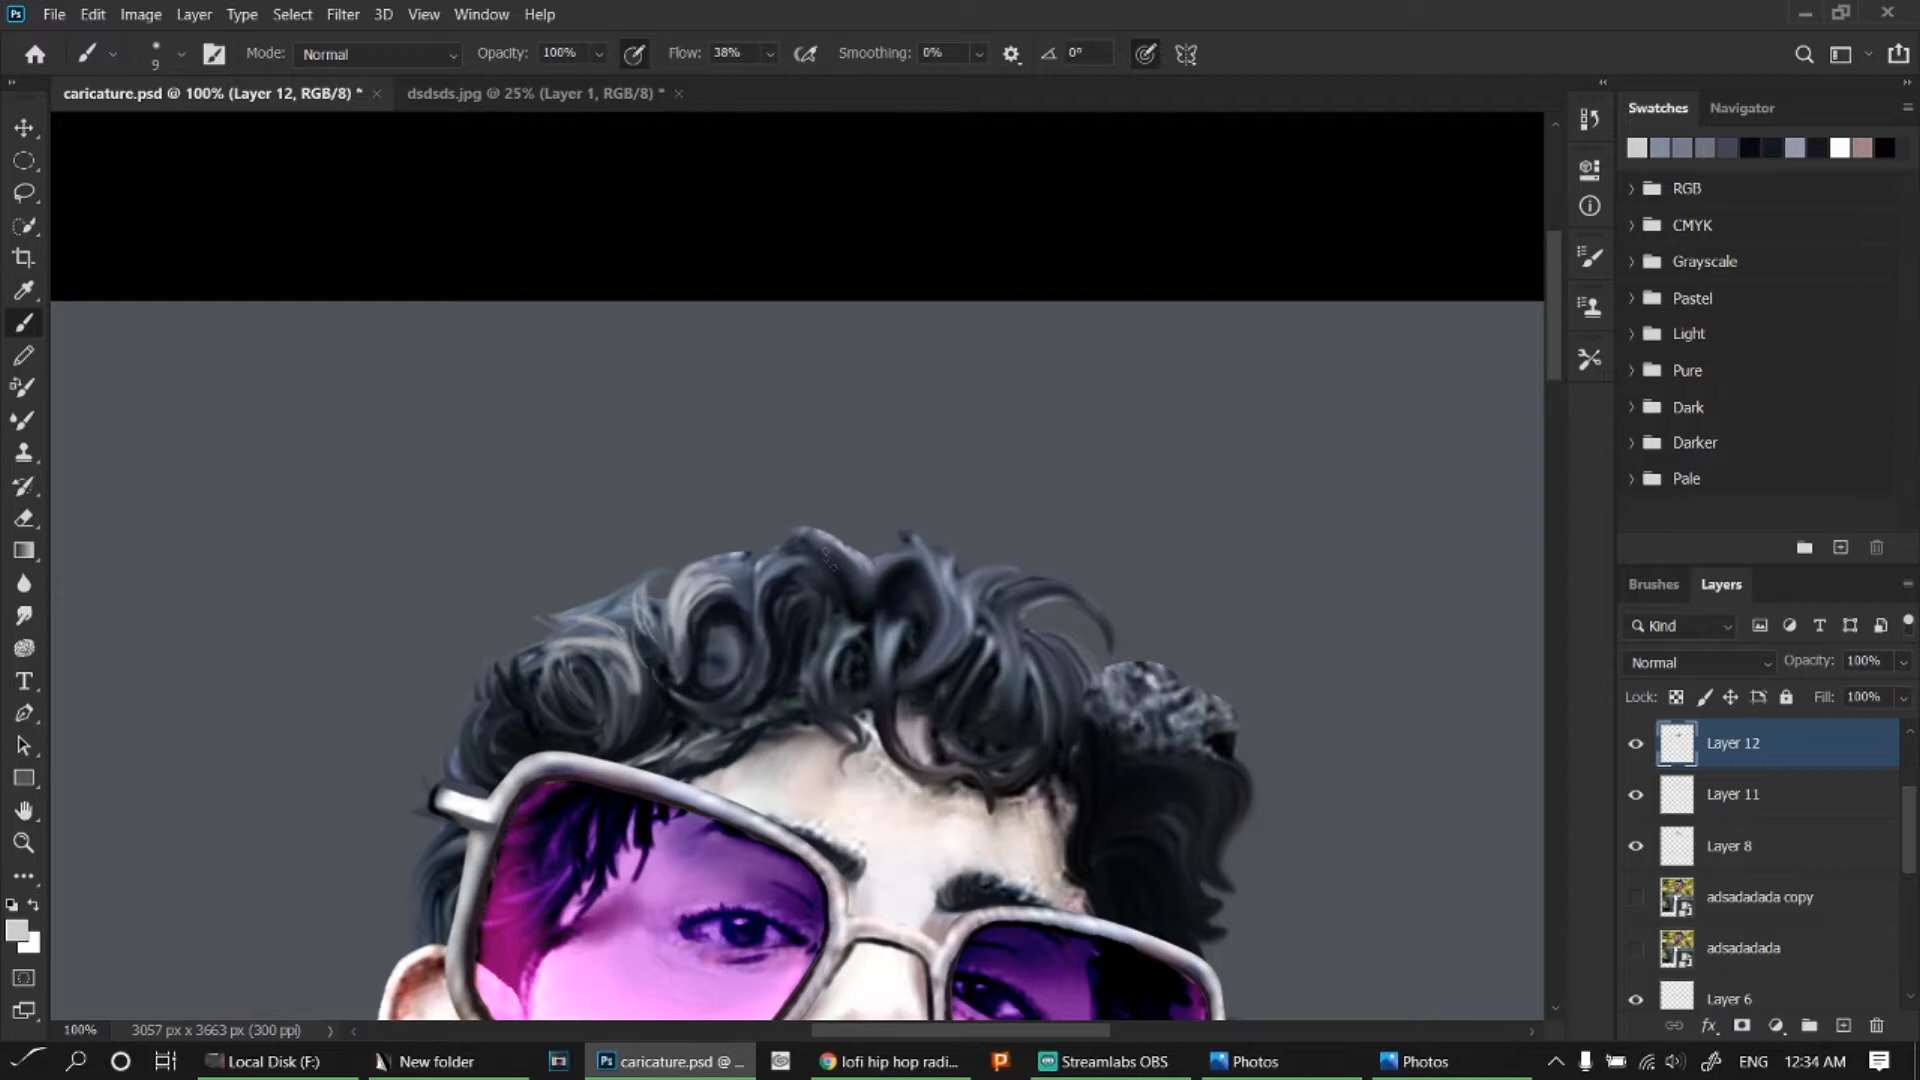 Ps File Edit Image Layer Type Select Filter 3D View Window Help
9 Mode: Normal Opacity: 100% Flow: 38% Smoothing: 0% 0°
caricature.psd @ 100% (Layer 12, RGB/8) * dsdsds.jpg @ 25% (Layer 1, RGB/8) *
Swatches Navigator
RGB
CMYK
Grayscale
Pastel
Light
Pure
Dark
Darker
Pale
Brushes Layers
Kind
Normal Opacity: 100%
Lock: Fill: 100%
Layer 12
Layer 11
Layer 8
adsadadada copy
adsadadada
Layer 6
100% 3057 px x 3663 px (300 ppi)
fx
Local Disk (F:) New folder Ps caricature.psd @ ... lofi hip hop radi... Streamlabs OBS Photos Photos ENG 12:34 AM